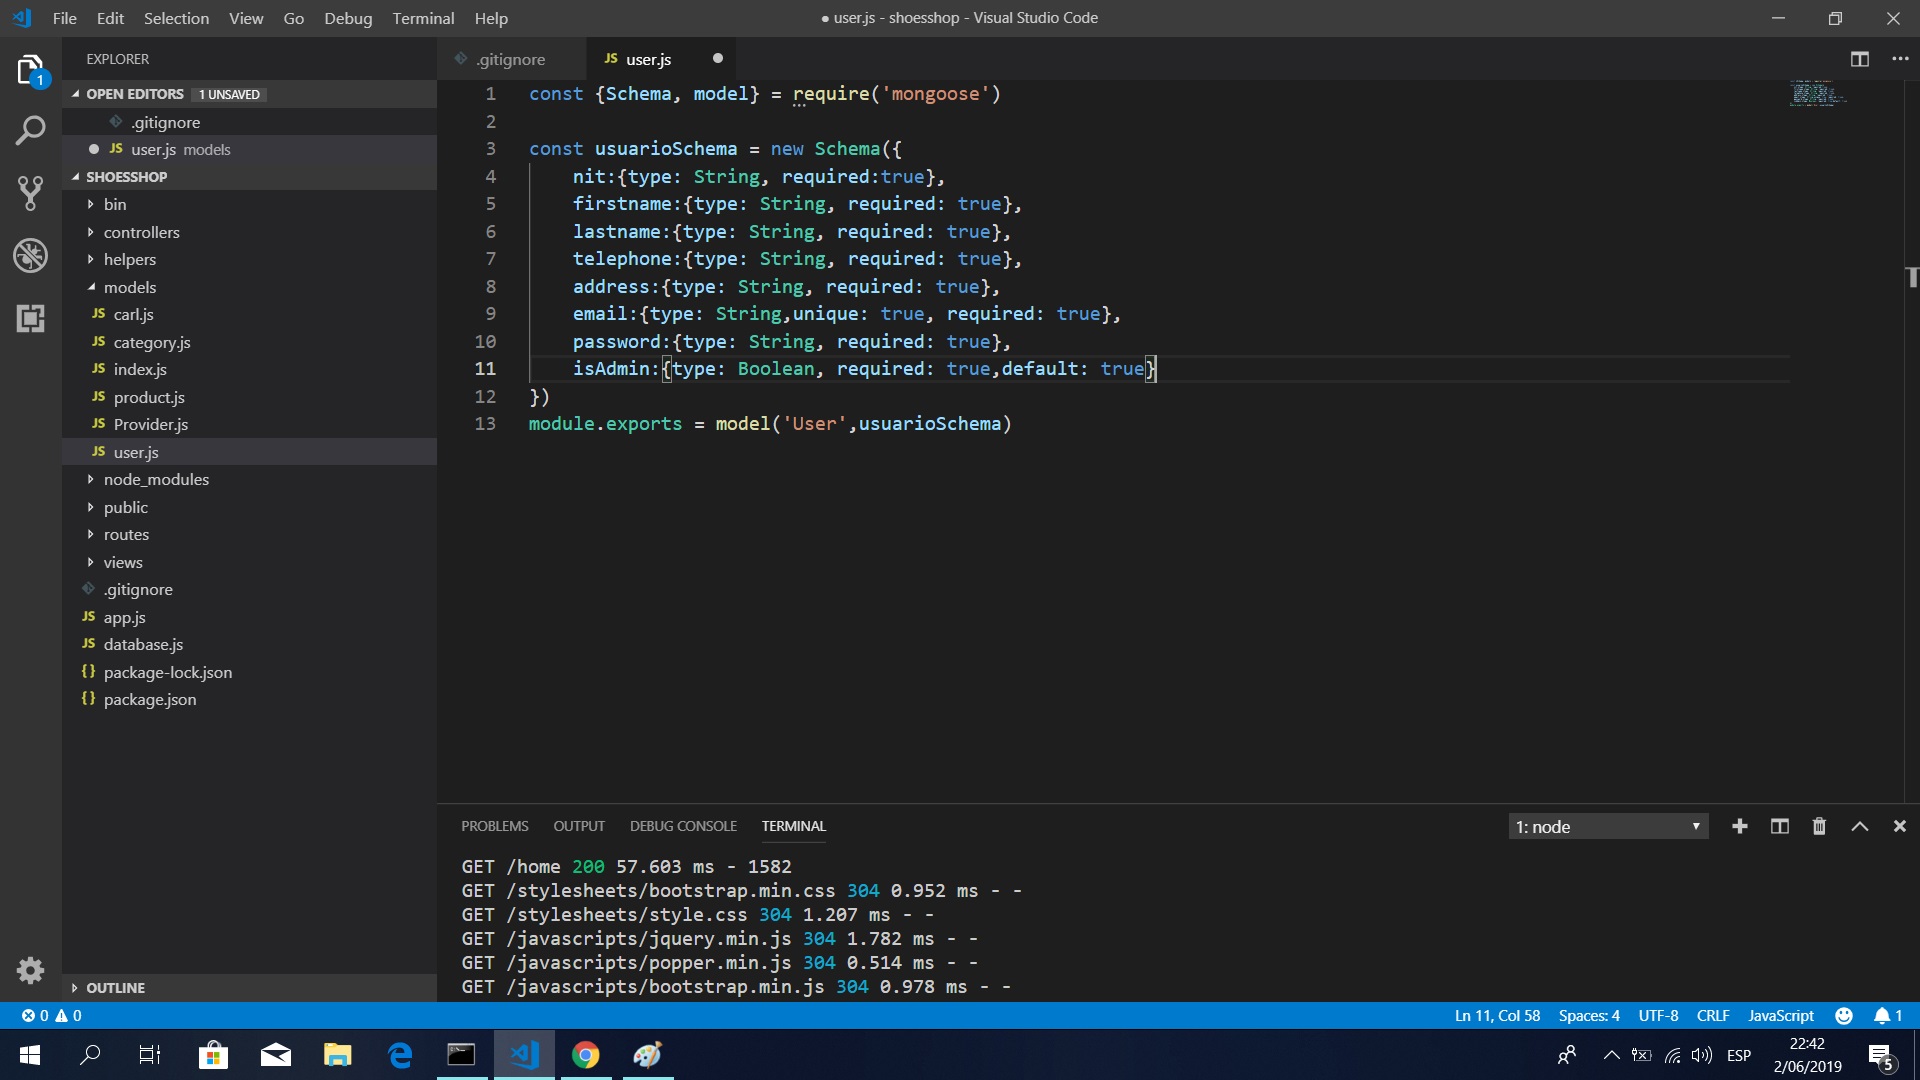 File Edit Selection View Go Debug Terminal Help
● user.js - shoesshop - Visual Studio Code
EXPLORER
OPEN EDITORS 1 UNSAVED
.gitignore
JS user.js models
SHOESSHOP
bin
controllers
helpers
models
JS carl.js
JS category.js
JS index.js
JS product.js
JS Provider.js
JS user.js
node_modules
public
routes
views
.gitignore
JS app.js
JS database.js
{} package-lock.json
{} package.json
OUTLINE
1
.gitignore
JS user.js
1 const {Schema, model} = require('mongoose')
2
3 const usuarioSchema = new Schema({
4 nit:{type: String, required:true},
5 firstname:{type: String, required: true},
6 lastname:{type: String, required: true},
7 telephone:{type: String, required: true},
8 address:{type: String, required: true},
9 email:{type: String,unique: true, required: true},
10 password:{type: String, required: true},
11 isAdmin:{type: Boolean, required: true,default: true}
12 })
13 module.exports = model('User',usuarioSchema)
PROBLEMS OUTPUT DEBUG CONSOLE TERMINAL
1: node
GET /home 200 57.603 ms - 1582
GET /stylesheets/bootstrap.min.css 304 0.952 ms - -
GET /stylesheets/style.css 304 1.207 ms - -
GET /javascripts/jquery.min.js 304 1.782 ms - -
GET /javascripts/popper.min.js 304 0.514 ms - -
GET /javascripts/bootstrap.min.js 304 0.978 ms - -
0 0
Ln 11, Col 58 Spaces: 4 UTF-8 CRLF JavaScript 1
ESP
22:42
2/06/2019
5